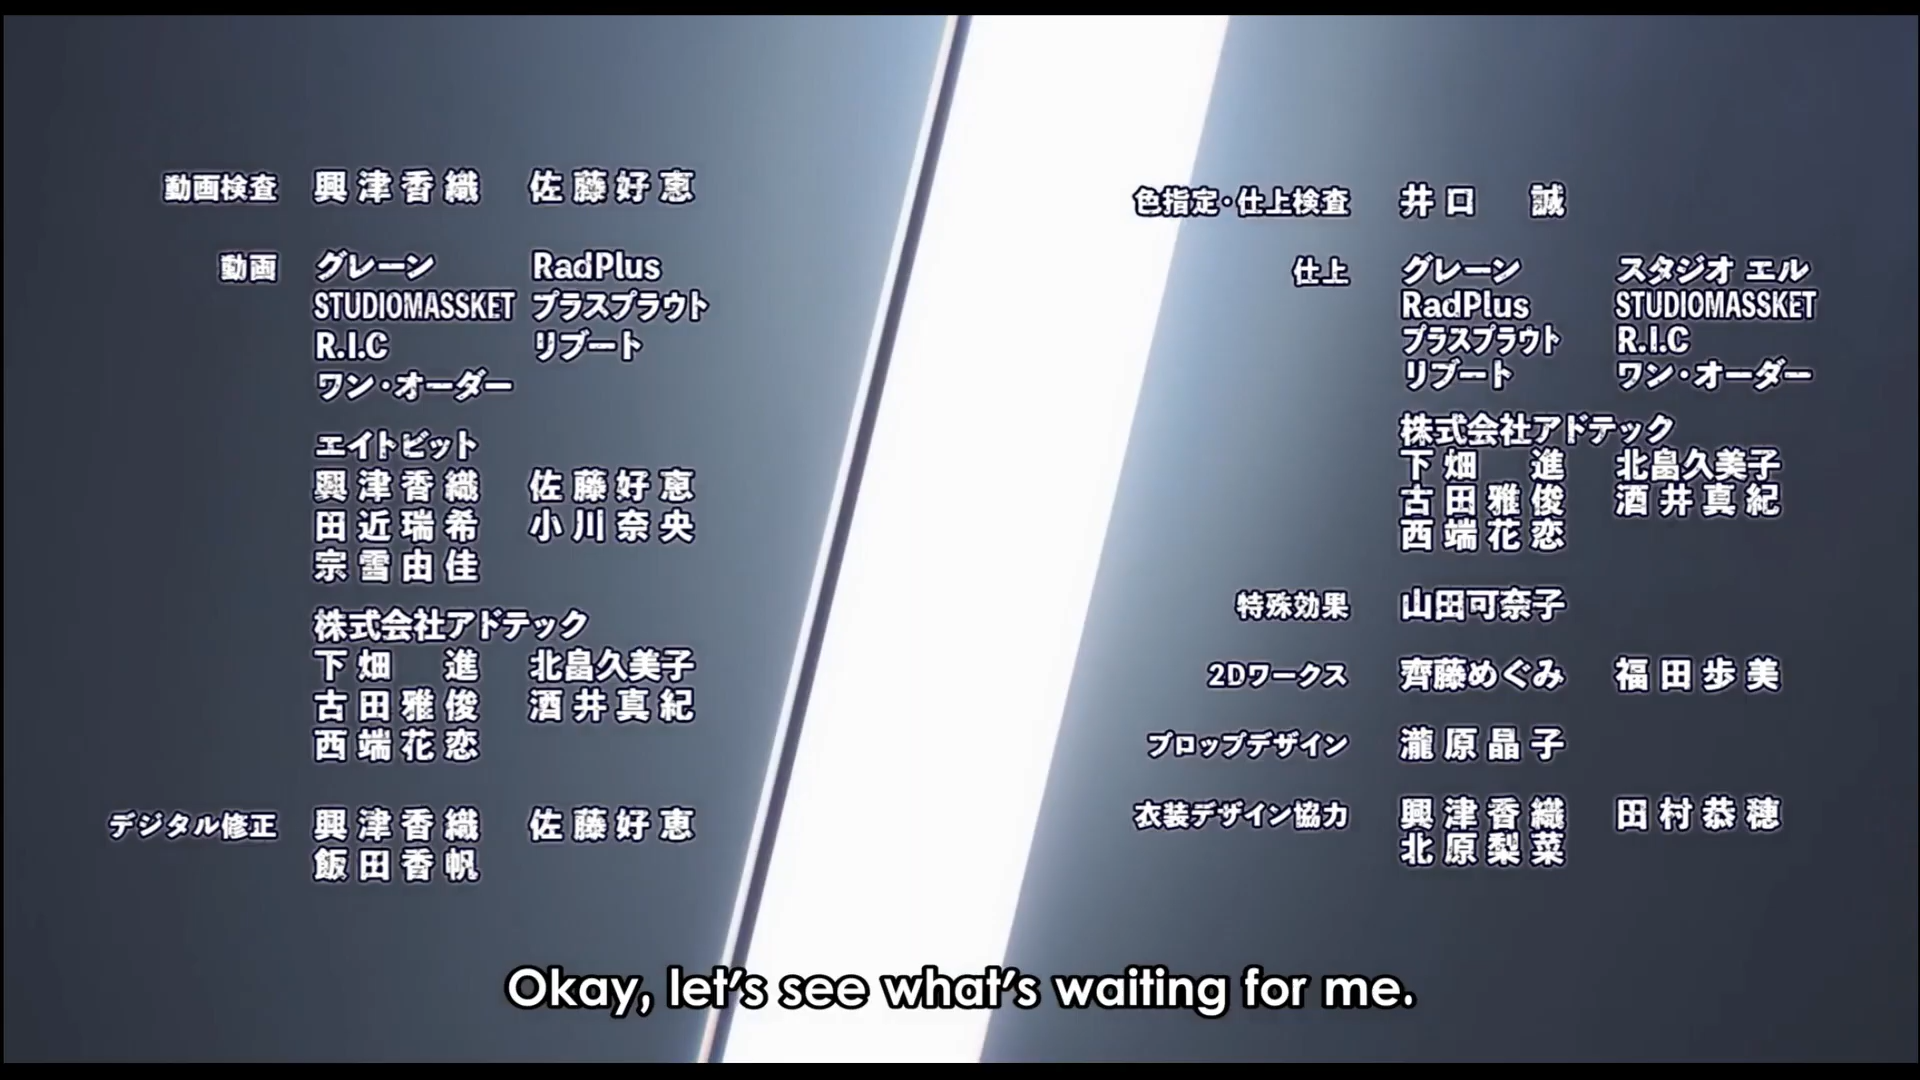 動画検査 興津香織 佐藤好恵
動画 グレーン RadPlus
STUDIOMASSKET プラスプラウト
R.I.C リブート
ワン・オーダー
エイトビット
興津香織 佐藤好恵
田近瑞希 小川奈央
宗雪由佳
株式会社アドテック
下畑 進 北畠久美子
古田雅俊 酒井真紀
西端花恋
デジタル修正 興津香織 佐藤好恵
飯田香帆
色指定・仕上検査 井口 誠
仕上 グレーン スタジオ エル
RadPlus STUDIOMASSKET
プラスプラウト R.I.C
リブート ワン・オーダー
株式会社アドテック
下畑 進 北畠久美子
古田雅俊 酒井真紀
西端花恋
特殊効果 山田可奈子
2Dワークス 齊藤めぐみ 福田歩美
プロップデザイン 瀧原晶子
衣装デザイン協力 興津香織 田村恭穂
北原梨菜
Okay, let's see what's waiting for me.